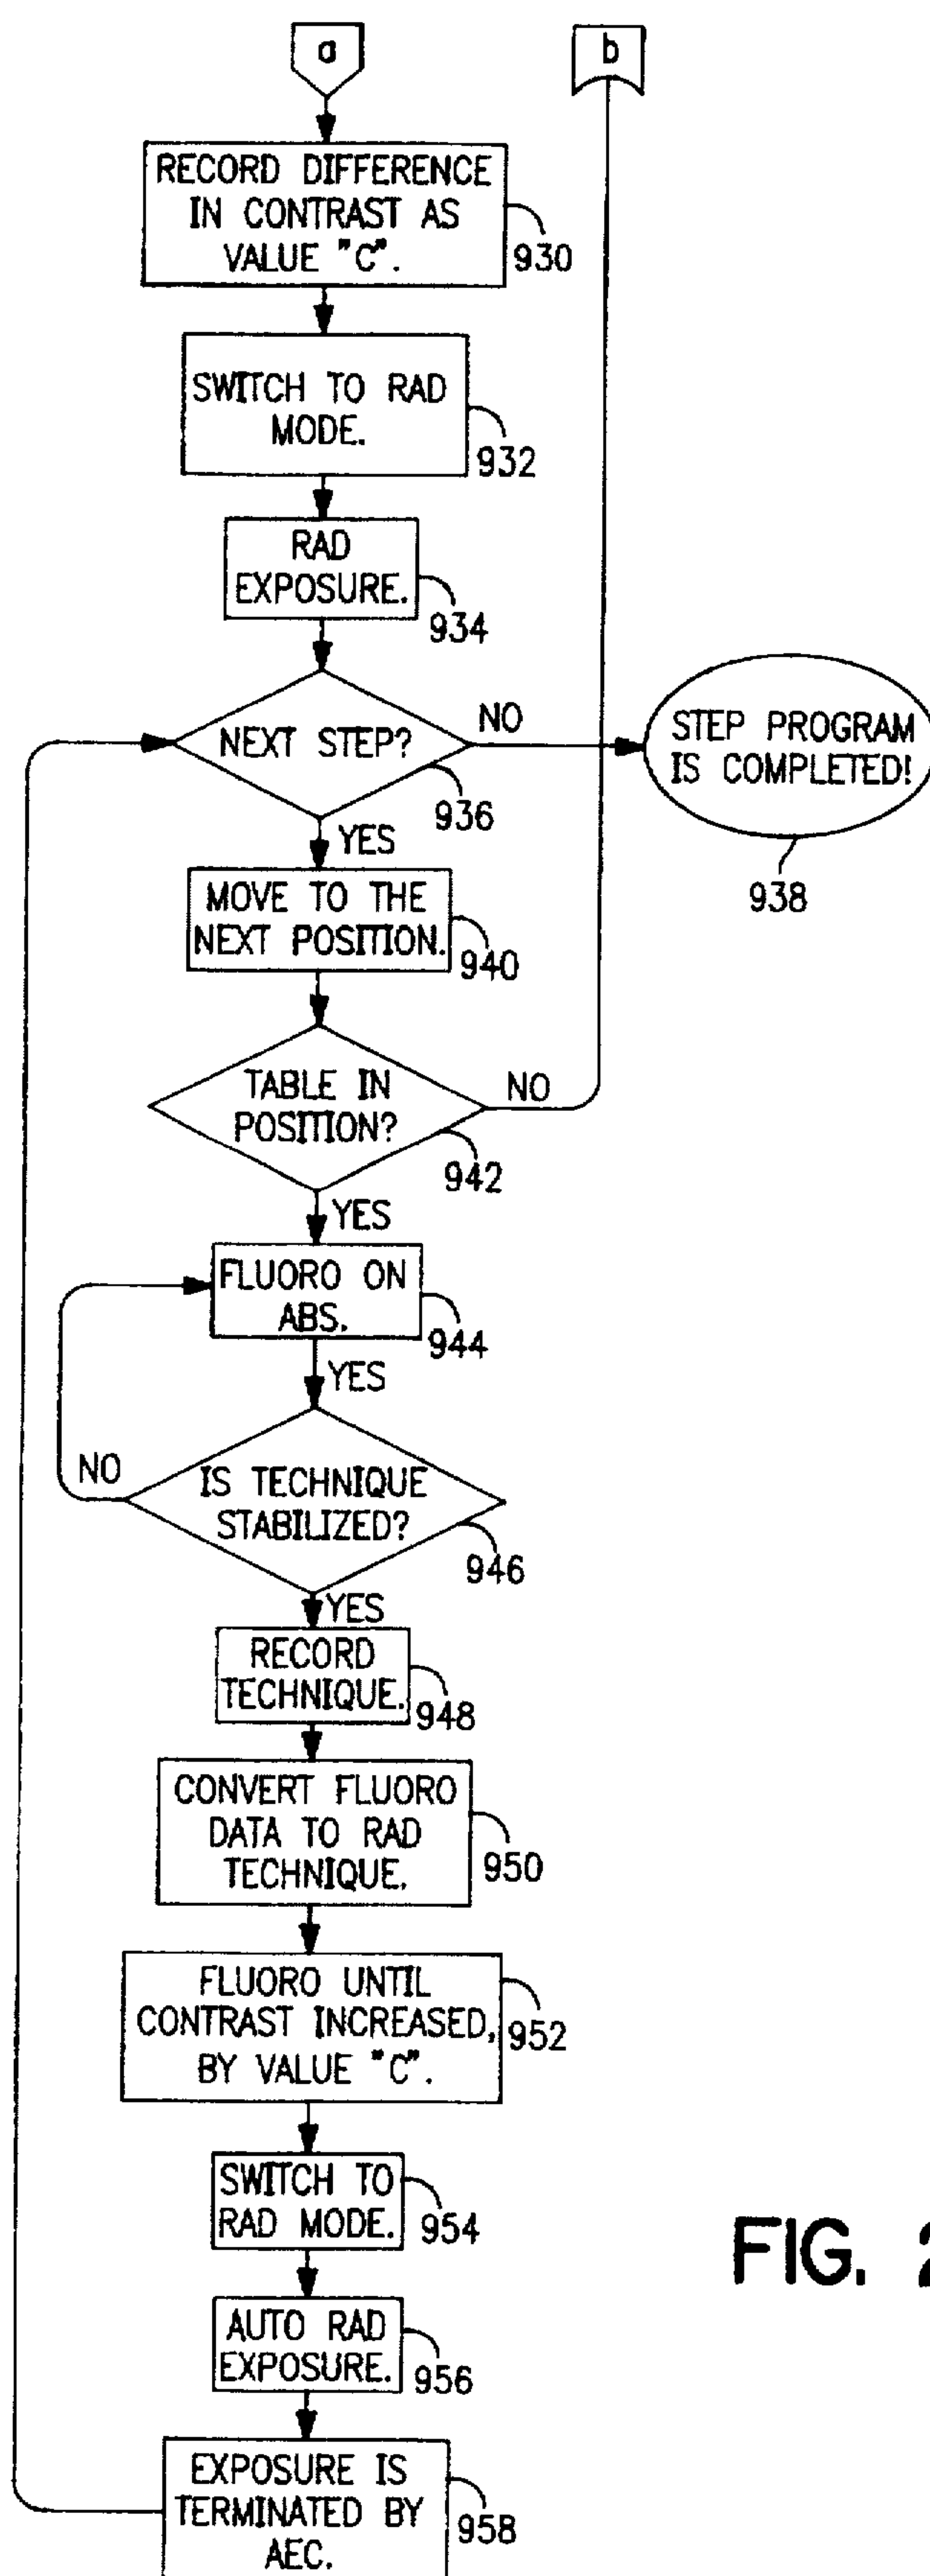 a
b
RECORD DIFFERENCE
IN CONTRAST AS
VALUE "C".
930
SWITCH TO RAD
MODE.
932
RAD
EXPOSURE.
934
NEXT STEP?
NO
936
STEP PROGRAM
IS COMPLETED!
938
YES
MOVE TO THE
NEXT POSITION.
940
TABLE IN
POSITION?
NO
942
YES
FLUORO ON
ABS.
944
YES
NO
IS TECHNIQUE
STABILIZED?
946
YES
RECORD
TECHNIQUE.
948
CONVERT FLUORO
DATA TO RAD
TECHNIQUE.
950
FLUORO UNTIL
CONTRAST INCREASED,
BY VALUE "C".
952
SWITCH TO
RAD MODE.
954
FIG. 2
AUTO RAD
EXPOSURE.
956
EXPOSURE IS
TERMINATED BY
AEC.
958